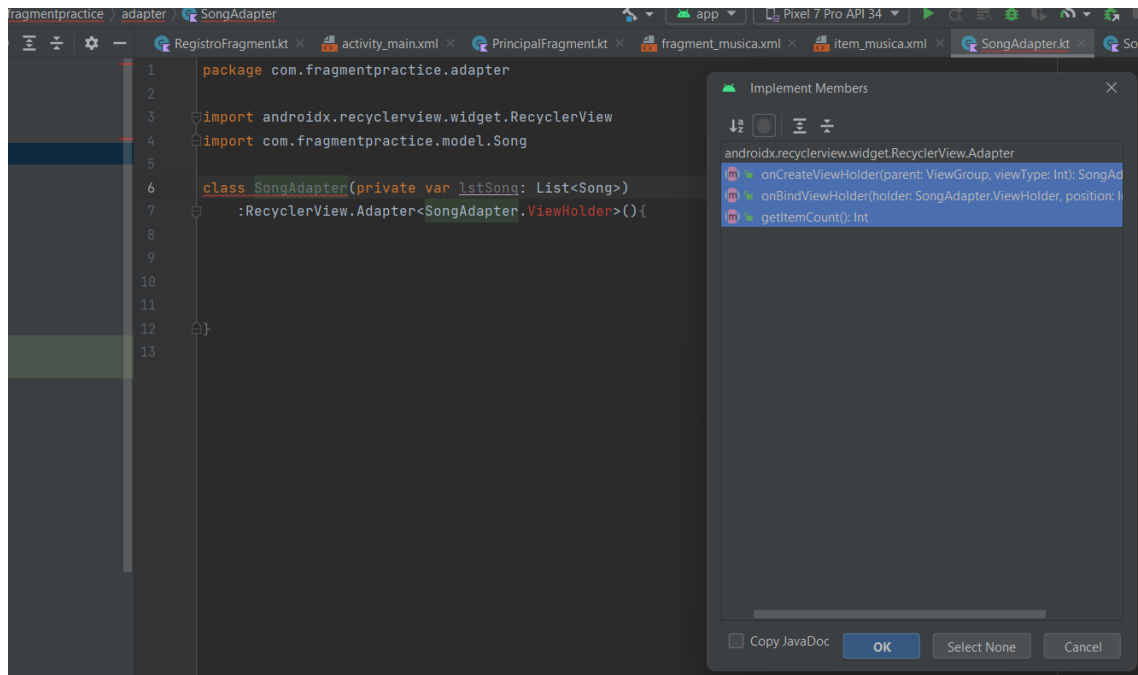 fragmentpractice adapter SongAdapter app Pixel 7 Pro API 34
RegistroFragment.kt activity_main.xml PrincipalFragment.kt fragment_musica.xml item_musica.xml SongAdapter.kt So
1 package com.fragmentpractice.adapter
2
3 import androidx.recyclerview.widget.RecyclerView
4 import com.fragmentpractice.model.Song
5
6 class SongAdapter(private var lstSong: List<Song>)
7 :RecyclerView.Adapter<SongAdapter.ViewHolder>(){
8
9
10
11
12 }
13
Implement Members
androidx.recyclerview.widget.RecyclerView.Adapter
onCreateViewHolder(parent: ViewGroup, viewType: Int): SongAd
onBindViewHolder(holder: SongAdapter.ViewHolder, position: I
getItemCount(): Int
Copy JavaDoc OK Select None Cancel